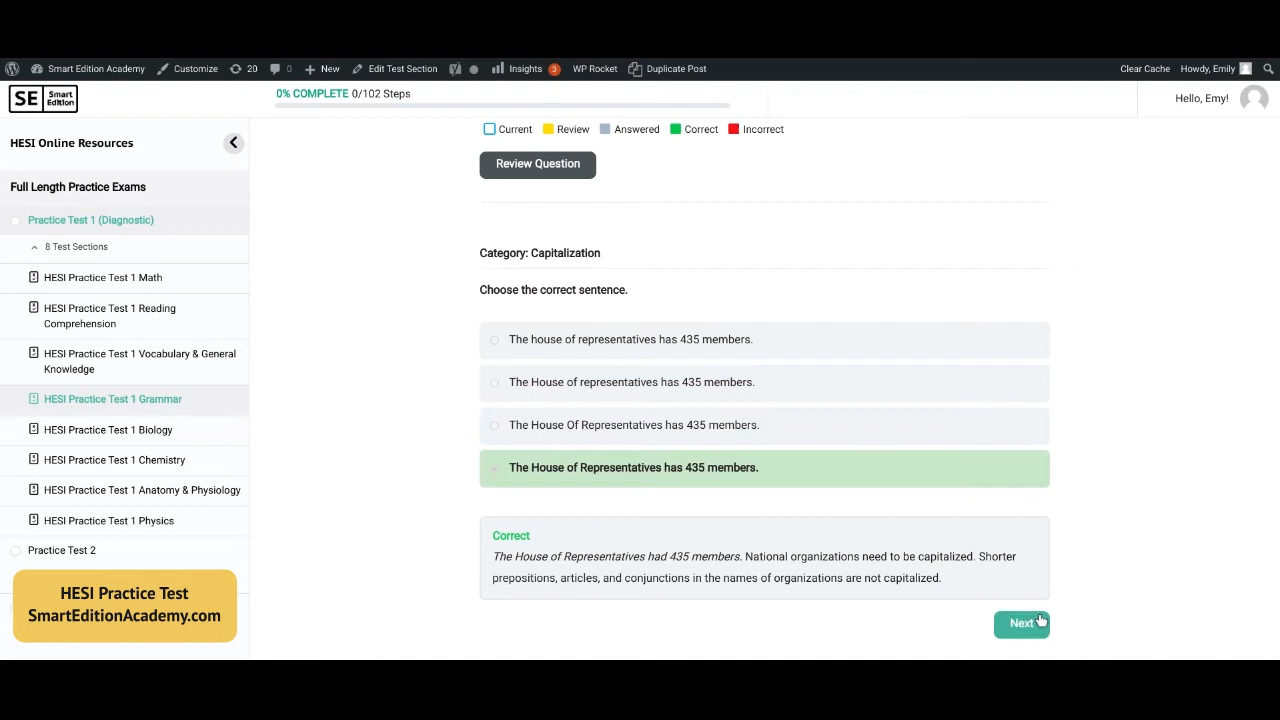 Smart Edition Academy Customize 20 0 New Edit Test Section Insights 3 WP Rocket Duplicate Post Clear Cache Howdy, Emily
SE Smart Edition
0% COMPLETE 0/102 Steps
Hello, Emy!
HESI Online Resources
Full Length Practice Exams
Practice Test 1 (Diagnostic)
8 Test Sections
HESI Practice Test 1 Math
HESI Practice Test 1 Reading
Comprehension
HESI Practice Test 1 Vocabulary & General
Knowledge
HESI Practice Test 1 Grammar
HESI Practice Test 1 Biology
HESI Practice Test 1 Chemistry
HESI Practice Test 1 Anatomy & Physiology
HESI Practice Test 1 Physics
Practice Test 2
HESI Practice Test
SmartEditionAcademy.com
Current Review Answered Correct Incorrect
Review Question
Category: Capitalization
Choose the correct sentence.
The house of representatives has 435 members.
The House of representatives has 435 members.
The House Of Representatives has 435 members.
The House of Representatives has 435 members.
Correct
The House of Representatives had 435 members. National organizations need to be capitalized. Shorter
prepositions, articles, and conjunctions in the names of organizations are not capitalized.
Next